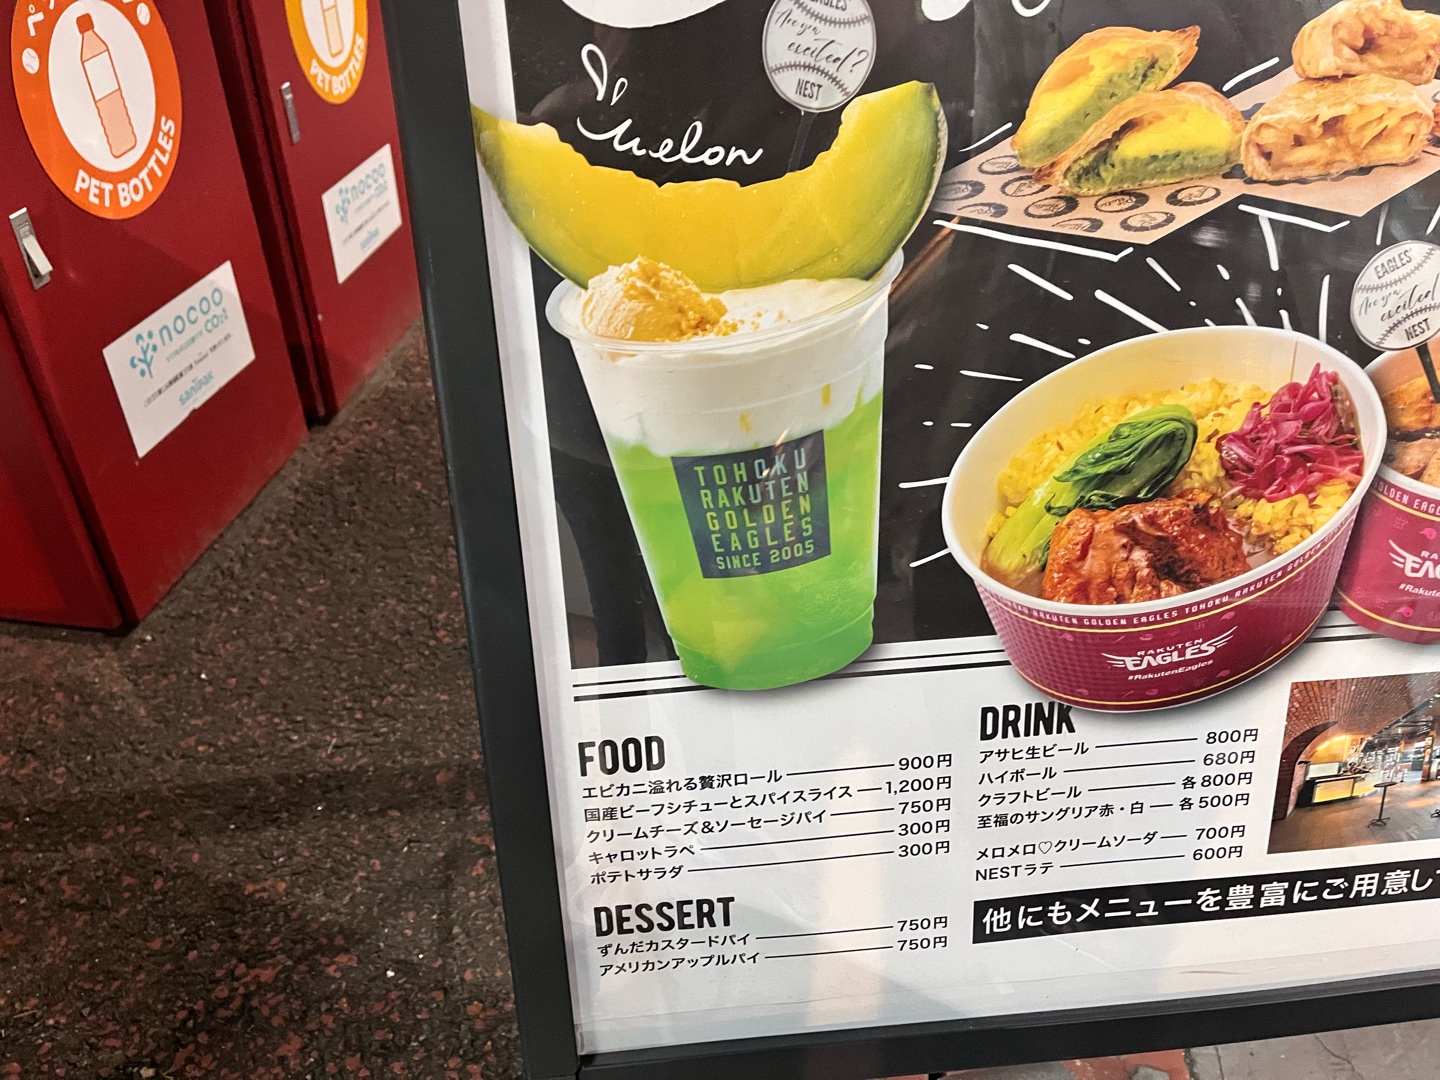 PET BOTTLES
PET BOTTLES
nocoo
CO2
sanipak
nocoo
sanipak
Melon
EAGLES'
Are you
excited?
NEST
EAGLES'
Are you
excited
NEST
TOHOKU
RAKUTEN
GOLDEN
EAGLES
SINCE 2005
RAKUTEN GOLDEN EAGLES TOHOKU RAKUTEN
RAKUTEN
EAGLES
#RakutenEagles
FOOD
エビカニ溢れる贅沢ロール 900円
国産ビーフシチューとスパイスライス 1,200円
クリームチーズ&ソーセージパイ 750円
キャロットラペ 300円
ポテトサラダ 300円
DESSERT
ずんだカスタードパイ 750円
アメリカンアップルパイ 750円
DRINK
アサヒ生ビール 800円
ハイボール 680円
クラフトビール 各800円
至福のサングリア赤・白 各500円
メロメロ♡クリームソーダ 700円
NESTラテ 600円
他にもメニューを豊富にご用意し